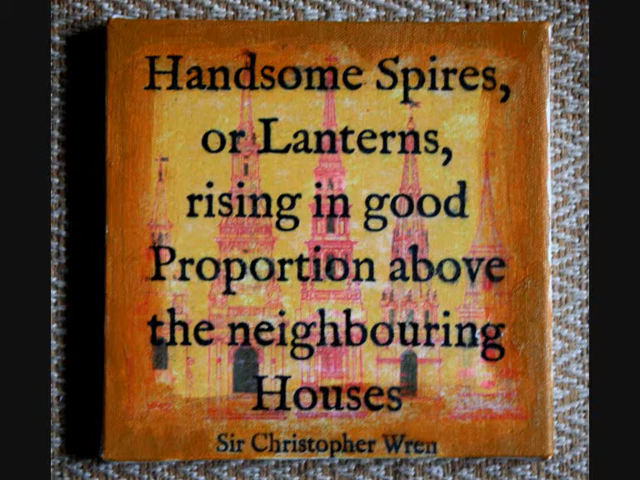 Handsome Spires,
or Lanterns,
rising in good
Proportion above
the neighbouring
Houses
Sir Christopher Wren